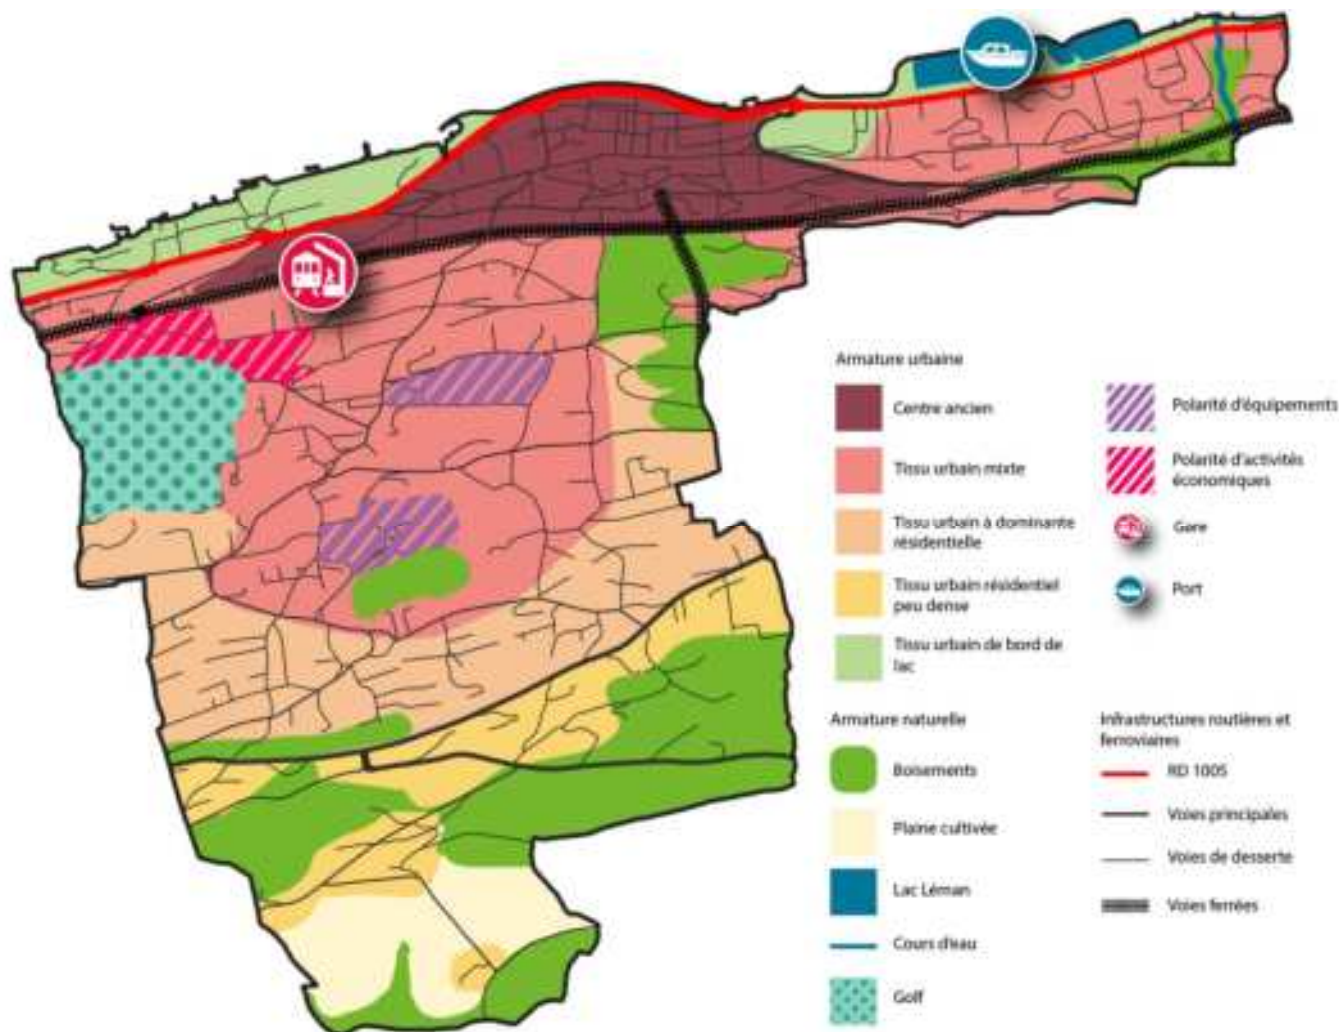 Armature urbaine
Centre ancien
Tissu urbain mixte
Tissu urbain à dominante
résidentielle
Tissu urbain résidentiel
peu dense
Tissu urbain de bord de
lac
Polarité d'équipements
Polarité d'activités
économiques
Gare
Port
Armature naturelle
Boisements
Plaine cultivée
Lac Léman
Cours d'eau
Golf
Infrastructures routières et
ferroviaires
RD 1005
Voies principales
Voies de desserte
Voies ferrées